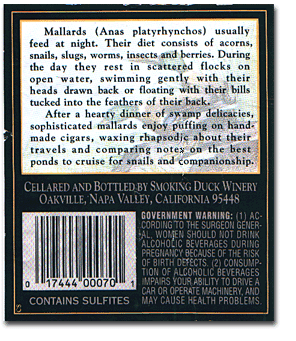 Mallards (Anas platyrhynchos) usually
feed at night. Their diet consists of acorns,
snails, slugs, worms, insects and berries. During
the day they rest in scattered flocks on
open water, swimming gently with their
heads drawn back or floating with their bills
tucked into the feathers of their back.
After a hearty dinner of swamp delicacies,
sophisticated mallards enjoy puffing on hand-
made cigars, waxing rhapsodic about their
travels and comparing notes on the best
ponds to cruise for snails and companionship.
CELLARED AND BOTTLED BY SMOKING DUCK WINERY
OAKVILLE, NAPA VALLEY, CALIFORNIA 95448
GOVERNMENT WARNING: (1) AC-
CORDING TO THE SURGEON GENER-
AL, WOMEN SHOULD NOT DRINK
ALCOHOLIC BEVERAGES DURING
PREGNANCY BECAUSE OF THE RISK
OF BIRTH DEFECTS. (2) CONSUMP-
TION OF ALCOHOLIC BEVERAGES
IMPAIRS YOUR ABILITY TO DRIVE A
CAR OR OPERATE MACHINERY, AND
MAY CAUSE HEALTH PROBLEMS.
0 17444 00070 1
CONTAINS SULFITES